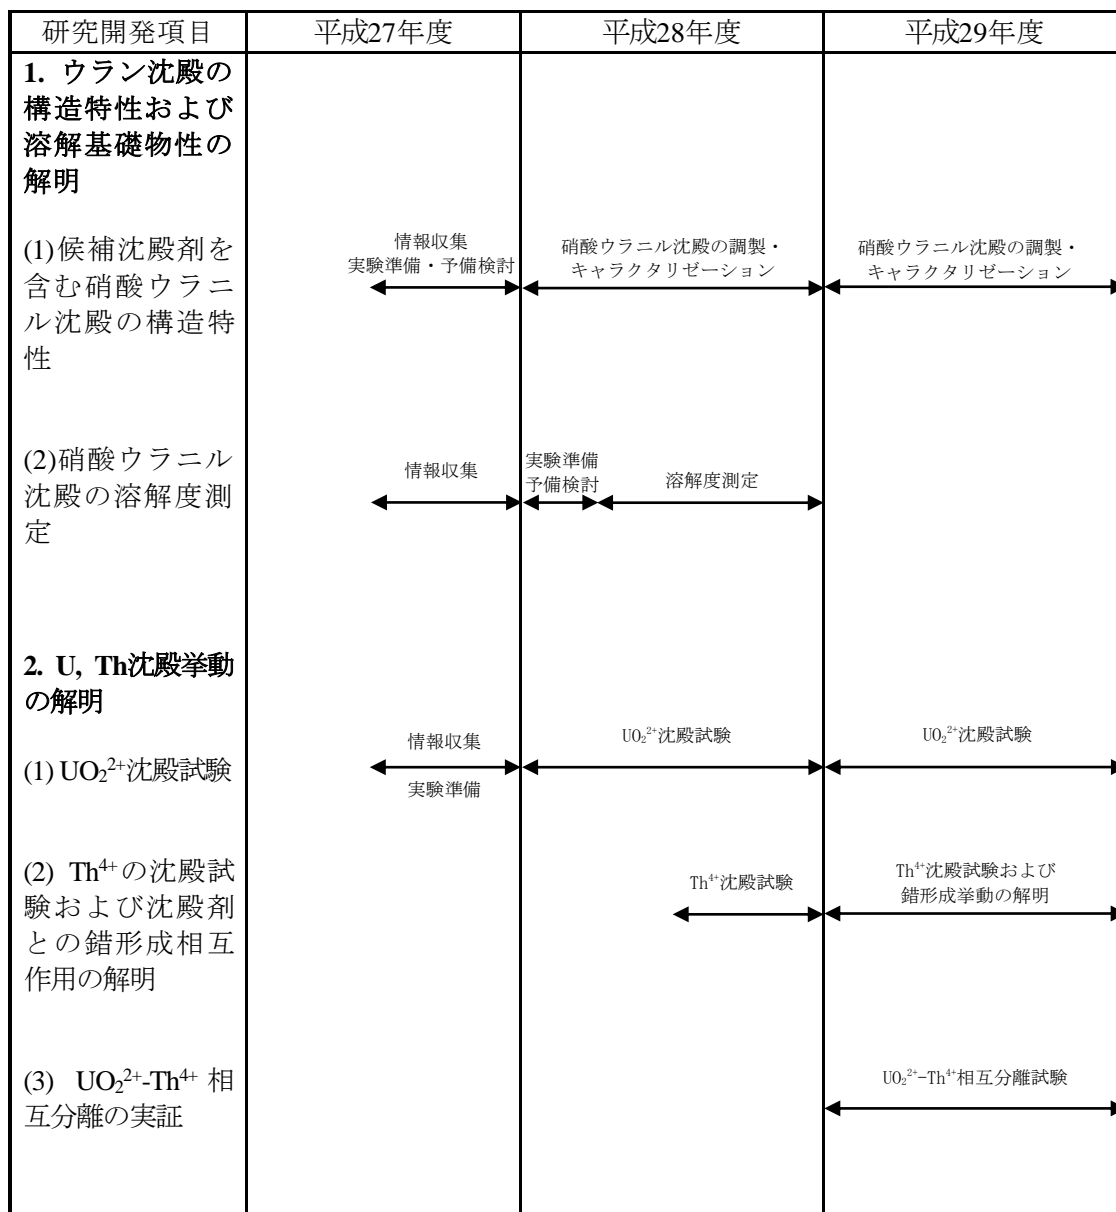 研究開発項目
平成27年度
平成28年度
平成29年度
1. ウラン沈殿の
構造特性および
溶解基礎物性の
解明
(1)候補沈殿剤を
含む硝酸ウラニ
ル沈殿の構造特
性
情報収集
実験準備・予備検討
硝酸ウラニル沈殿の調製・
キャラクタリゼーション
硝酸ウラニル沈殿の調製・
キャラクタリゼーション
(2)硝酸ウラニル
沈殿の溶解度測
定
情報収集
実験準備
予備検討
溶解度測定
2. U, Th沈殿挙動
の解明
(1) UO₂²⁺沈殿試験
情報収集
実験準備
UO₂²⁺沈殿試験
UO₂²⁺沈殿試験
(2) Th⁴⁺の沈殿試
験および沈殿剤
との錯形成相互
作用の解明
Th⁴⁺沈殿試験
Th⁴⁺沈殿試験および
錯形成挙動の解明
(3) UO₂²⁺-Th⁴⁺ 相
互分離の実証
UO₂²⁺-Th⁴⁺相互分離試験